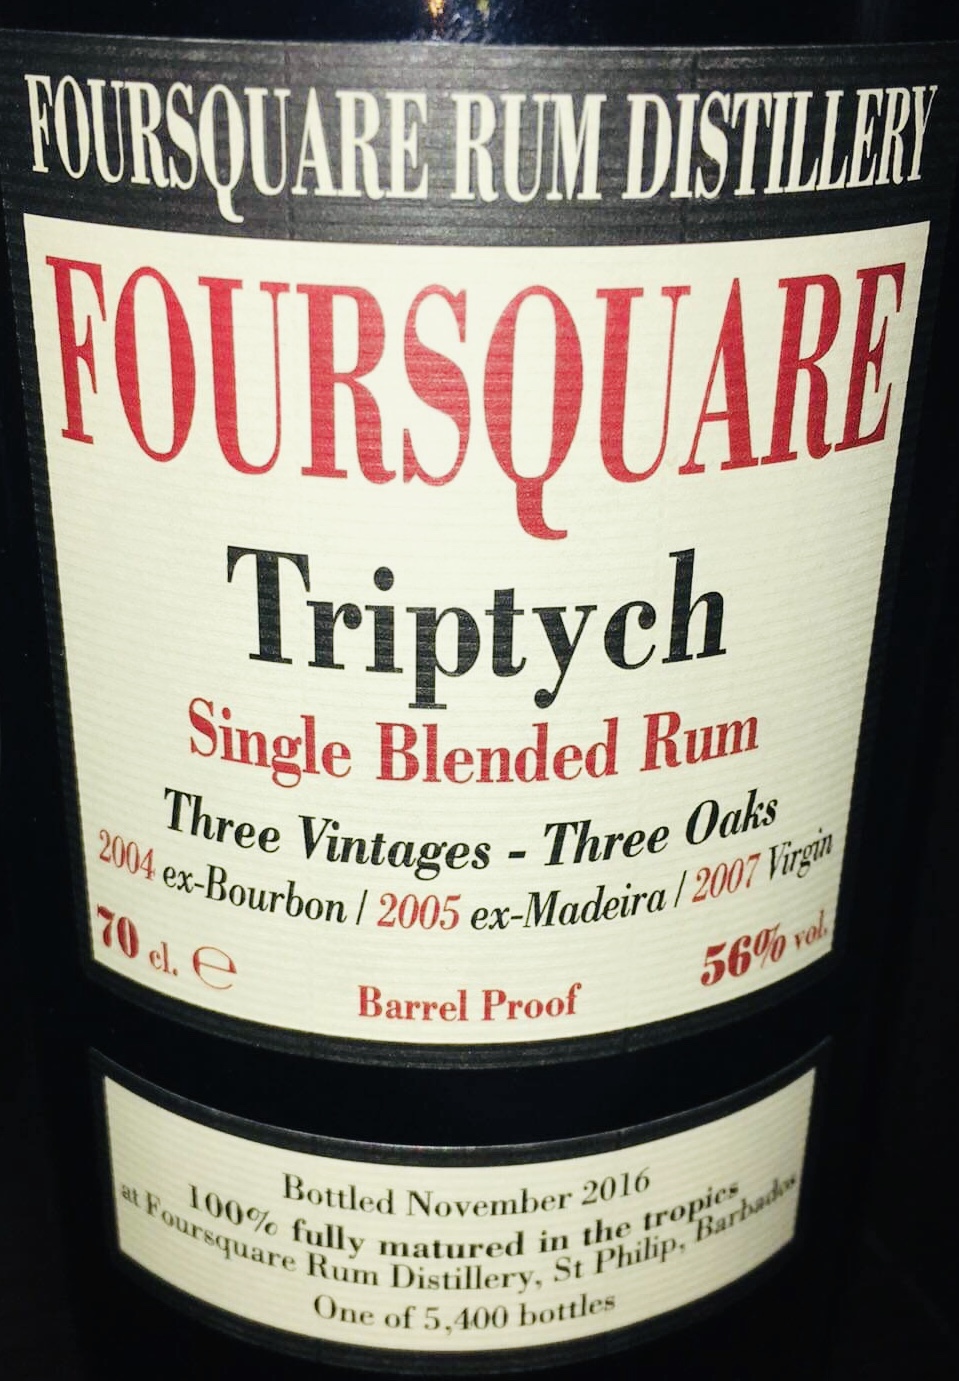 FOURSQUARE RUM DISTILLERY
FOURSQUARE
Triptych
Single Blended Rum
Three Vintages - Three Oaks
2004 ex-Bourbon / 2005 ex-Madeira / 2007 Virgin
70 cl. ℮ 56% vol.
Barrel Proof
Bottled November 2016
100% fully matured in the tropics
at Foursquare Rum Distillery, St Philip, Barbados
One of 5,400 bottles